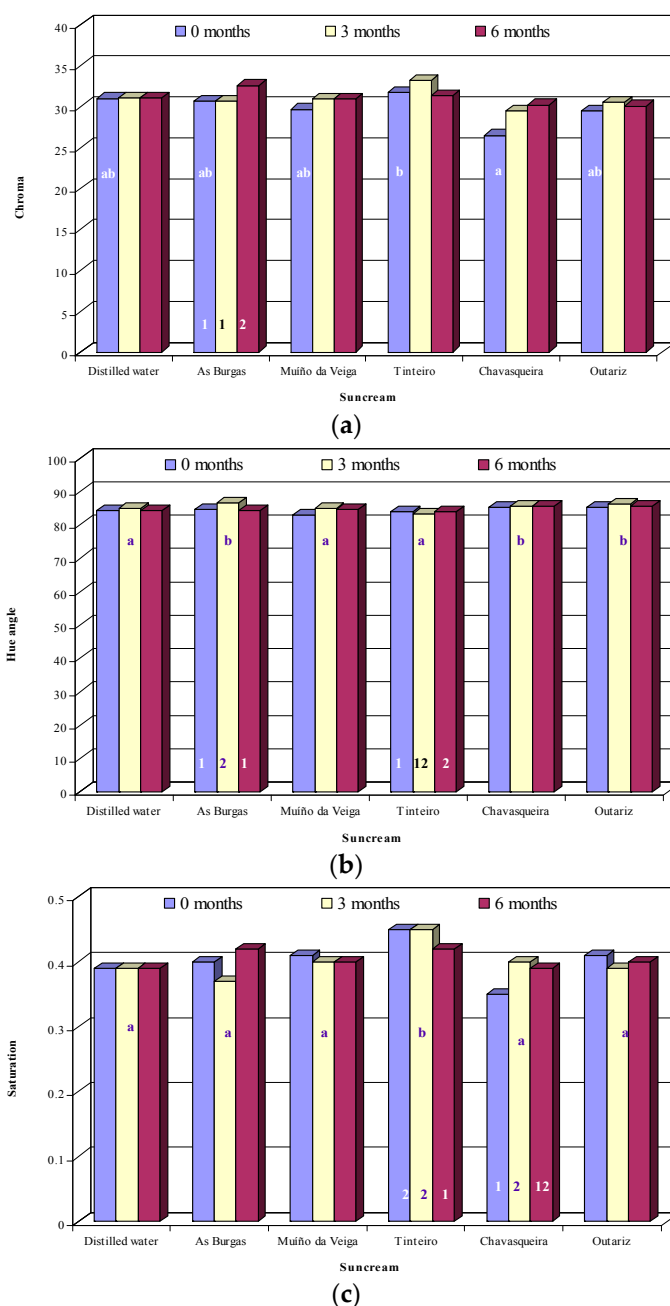 40
0 months 3 months 6 months
35
30
25
20
15
10
5
0
Chroma
ab ab ab b a ab
1 1 2
Distilled water As Burgas Muíño da Veiga Tinteiro Chavasqueira Outariz
Suncream
(a)
100
0 months 3 months 6 months
90
80
70
60
50
40
30
20
10
0
Hue angle
a b a a b b
1 2 1 1 12 2
Distilled water As Burgas Muíño da Veiga Tinteiro Chavasqueira Outariz
Suncream
(b)
0.5
0 months 3 months 6 months
0.4
0.3
0.2
0.1
0
Saturation
a a a b a a
2 2 1 1 2 12
Distilled water As Burgas Muíño da Veiga Tinteiro Chavasqueira Outariz
Suncream
(c)